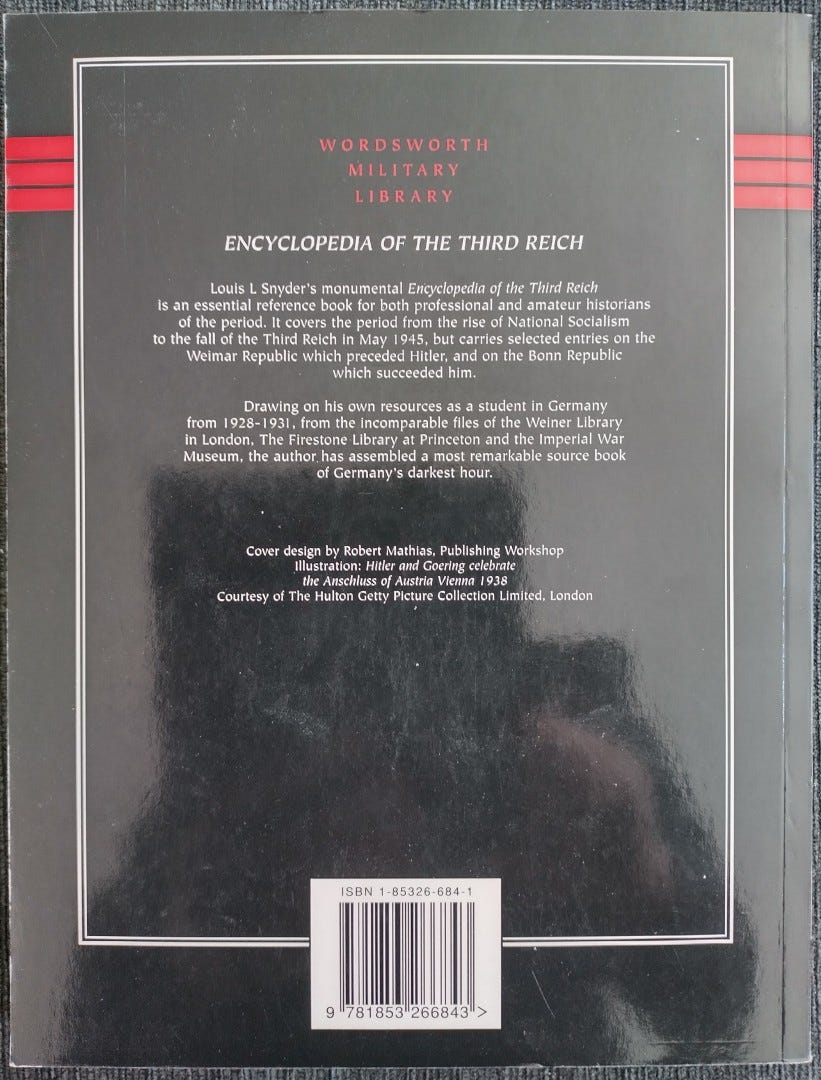 WORDSWORTH
MILITARY
LIBRARY
ENCYCLOPEDIA OF THE THIRD REICH
Louis L Snyder's monumental Encyclopedia of the Third Reich
is an essential reference book for both professional and amateur historians
of the period. It covers the period from the rise of National Socialism
to the fall of the Third Reich in May 1945, but carries selected entries on the
Weimar Republic which preceded Hitler, and on the Bonn Republic
which succeeded him.
Drawing on his own resources as a student in Germany
from 1928-1931, from the incomparable files of the Weiner Library
in London, The Firestone Library at Princeton and the Imperial War
Museum, the author has assembled a most remarkable source book
of Germany's darkest hour.
Cover design by Robert Mathias, Publishing Workshop
Illustration: Hitler and Goering celebrate
the Anschluss of Austria Vienna 1938
Courtesy of The Hulton Getty Picture Collection Limited, London
ISBN 1-85326-684-1
9 781853 266843 >